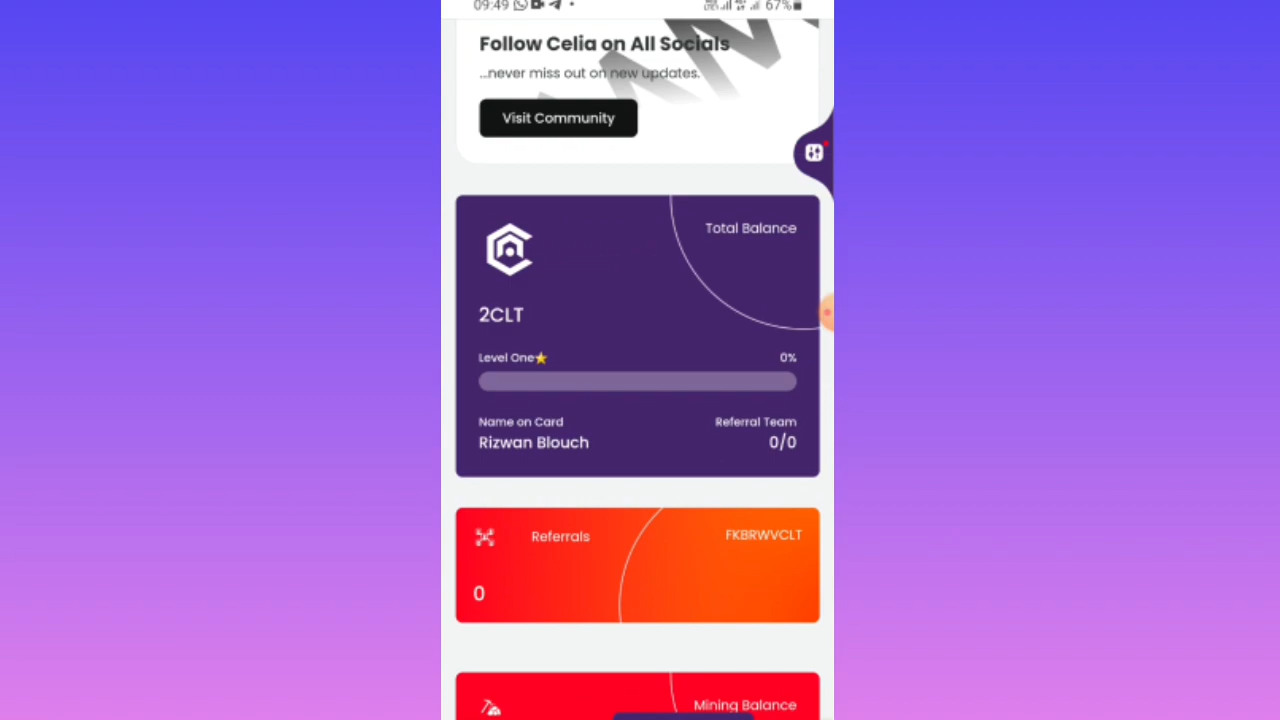 09:49 67%
Follow Celia on All Socials
...never miss out on new updates.
Visit Community
Total Balance
2CLT
Level One⭐ 0%
Name on Card Referral Team
Rizwan Blouch 0/0
Referrals FKBRWVCLT
0
Mining Balance